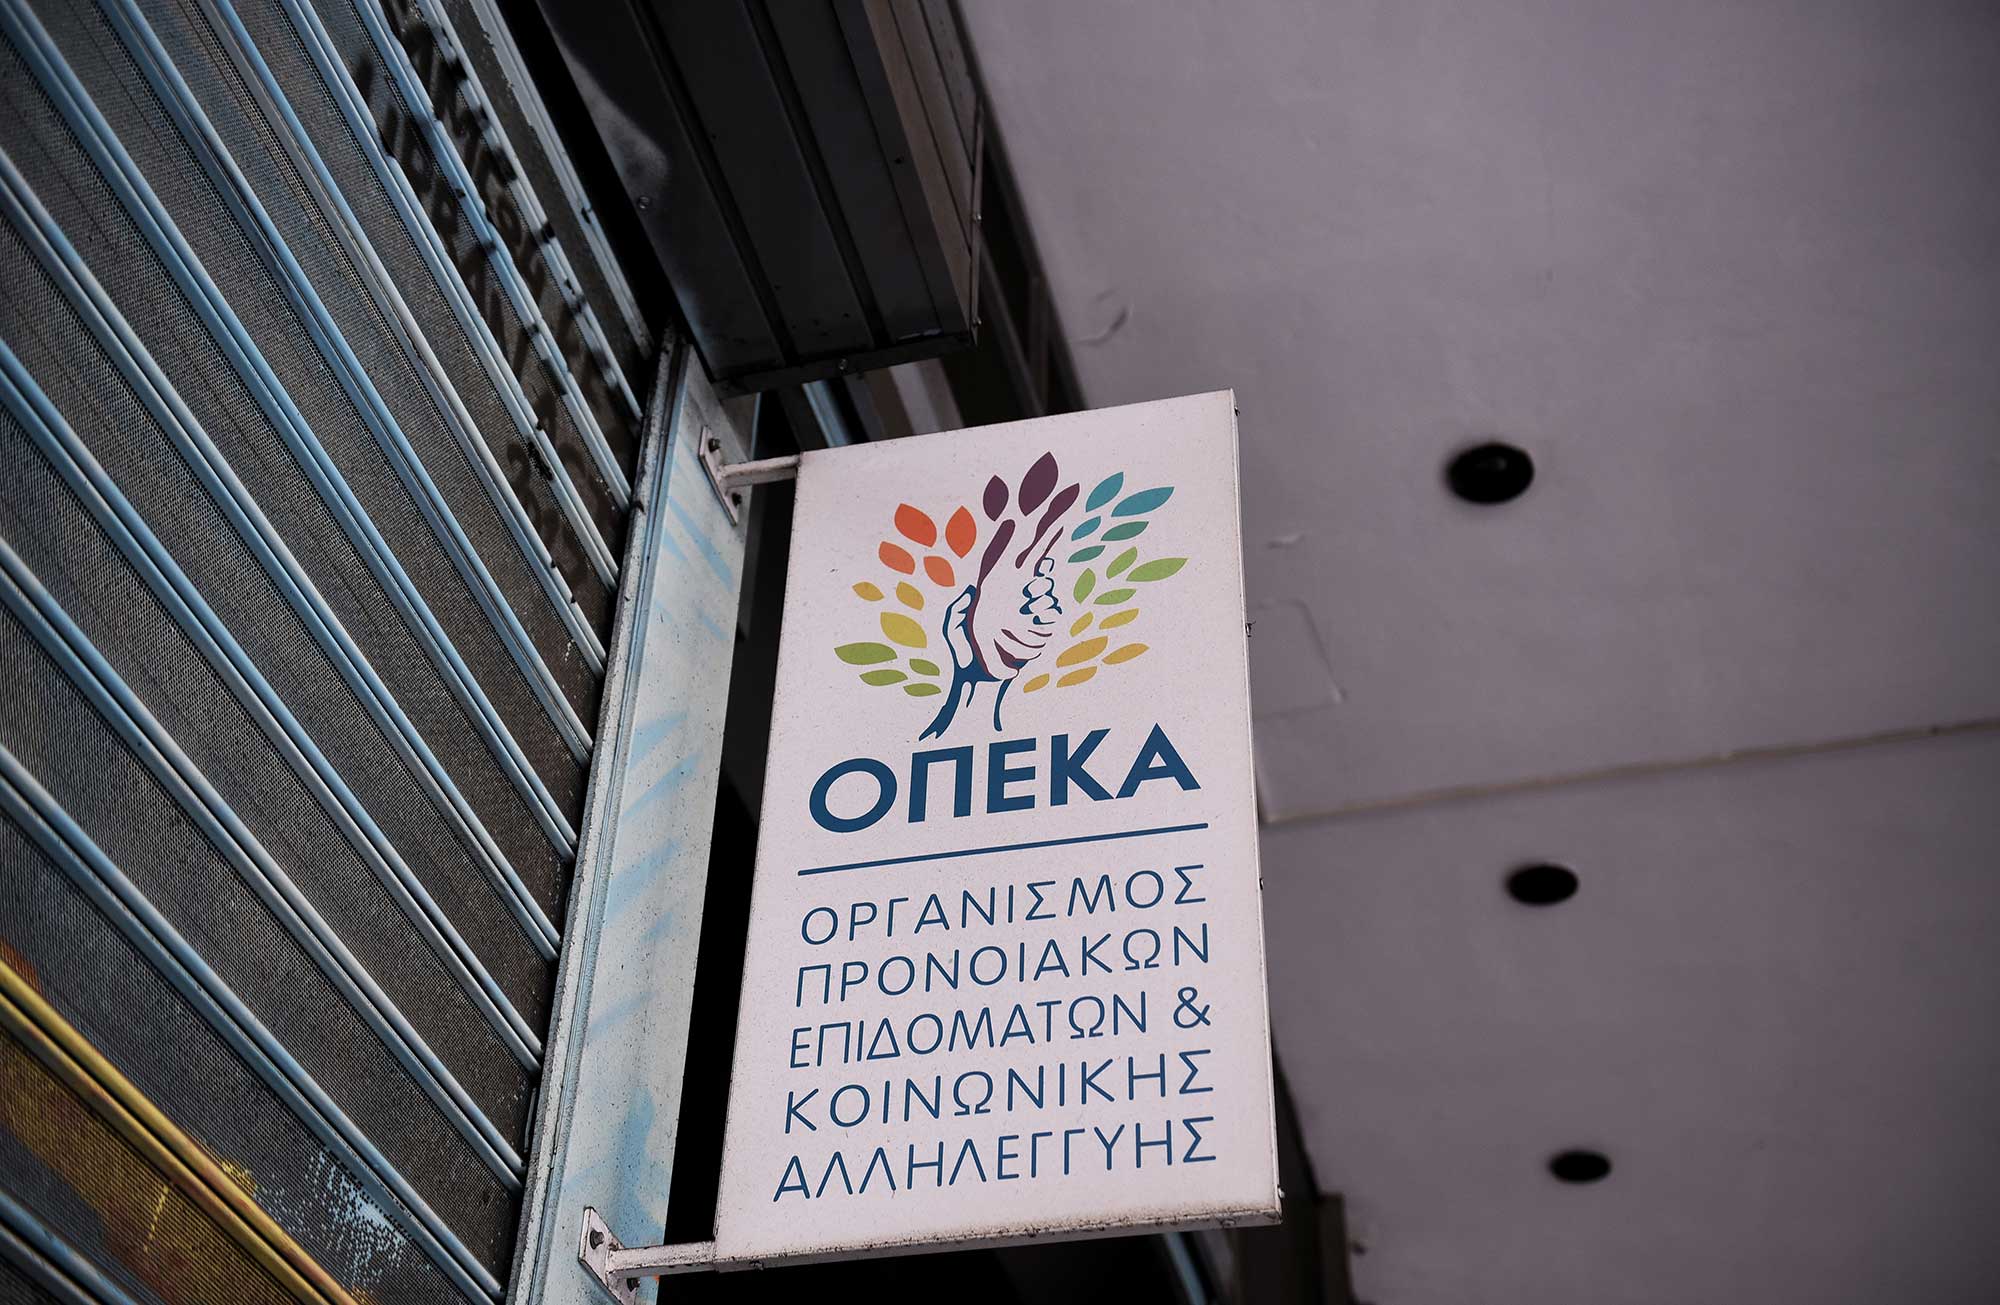 ΟΠΕΚΑ
ΟΡΓΑΝΙΣΜΟΣ
ΠΡΟΝΟΙΑΚΩΝ
ΕΠΙΔΟΜΑΤΩΝ &
ΚΟΙΝΩΝΙΚΗΣ
ΑΛΛΗΛΕΓΓΥΗΣ